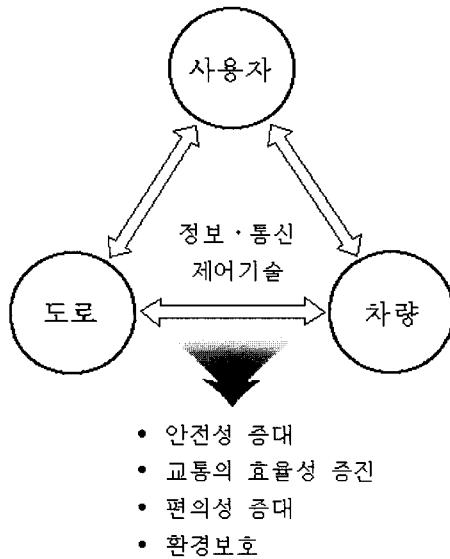 사용자
정보 · 통신
제어기술
도로
차량
• 안전성 증대
• 교통의 효율성 증진
• 편의성 증대
• 환경보호